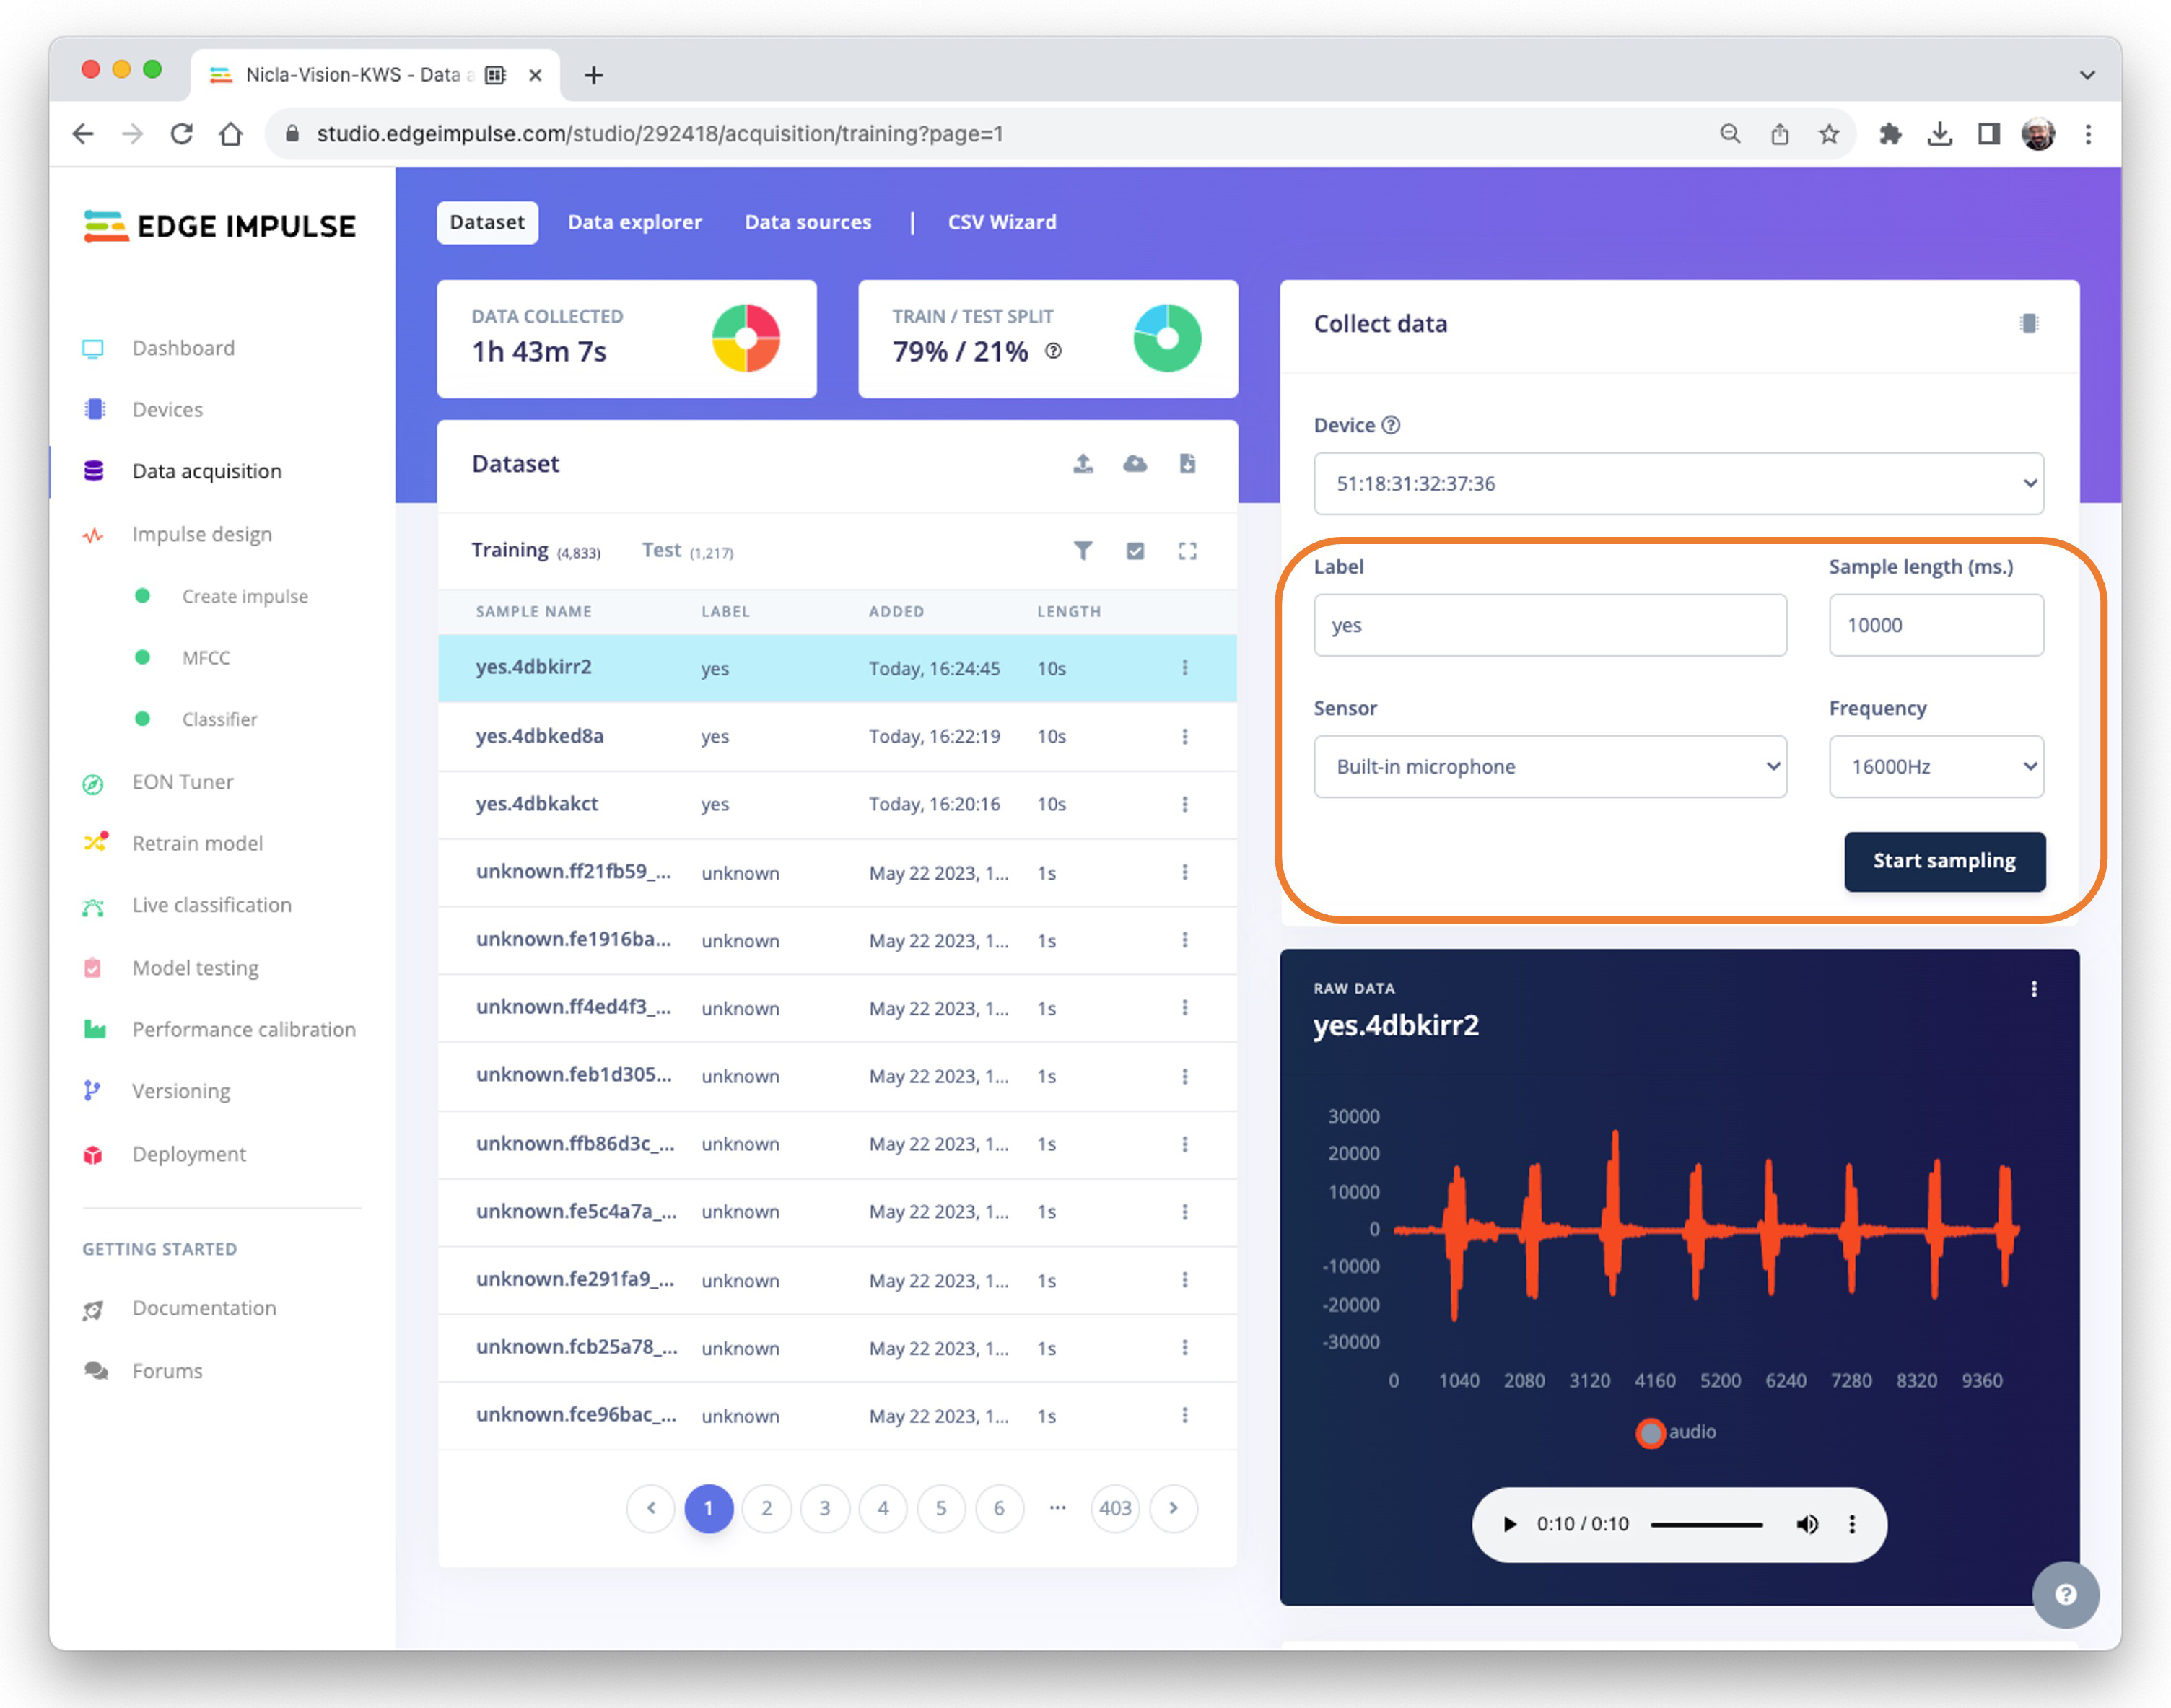 Nicla-Vision-KWS - Data a
studio.edgeimpulse.com/studio/292418/acquisition/training?page=1
EDGE IMPULSE
Dashboard
Devices
Data acquisition
Impulse design
Create impulse
MFCC
Classifier
EON Tuner
Retrain model
Live classification
Model testing
Performance calibration
Versioning
Deployment
GETTING STARTED
Documentation
Forums
Dataset Data explorer Data sources | CSV Wizard
DATA COLLECTED
1h 43m 7s
TRAIN / TEST SPLIT
79% / 21% ?
Dataset
Training (4,833) Test (1,217)
SAMPLE NAME LABEL ADDED LENGTH
yes.4dbkirr2 yes Today, 16:24:45 10s
yes.4dbked8a yes Today, 16:22:19 10s
yes.4dbkakct yes Today, 16:20:16 10s
unknown.ff21fb59_... unknown May 22 2023, 1... 1s
unknown.fe1916ba... unknown May 22 2023, 1... 1s
unknown.ff4ed4f3_... unknown May 22 2023, 1... 1s
unknown.feb1d305... unknown May 22 2023, 1... 1s
unknown.ffb86d3c_... unknown May 22 2023, 1... 1s
unknown.fe5c4a7a_... unknown May 22 2023, 1... 1s
unknown.fe291fa9_... unknown May 22 2023, 1... 1s
unknown.fcb25a78_... unknown May 22 2023, 1... 1s
unknown.fce96bac_... unknown May 22 2023, 1... 1s
1 2 3 4 5 6 ... 403
Collect data
Device ?
51:18:31:32:37:36
Label Sample length (ms.)
yes 10000
Sensor Frequency
Built-in microphone 16000Hz
Start sampling
RAW DATA
yes.4dbkirr2
30000
20000
10000
0
-10000
-20000
-30000
0 1040 2080 3120 4160 5200 6240 7280 8320 9360
audio
0:10 / 0:10
?